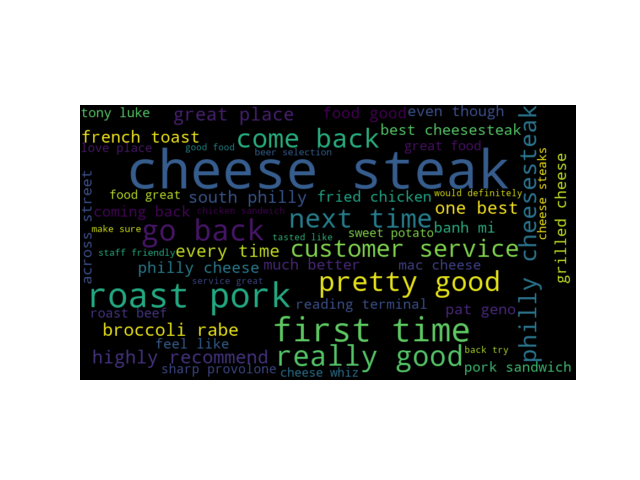 tony luke great place food good even though
french toast come back best cheesesteak
love place good food beer selection great food
cheese steak
food great south philly fried chicken would definitely
coming back chicken sandwich next time one best
make sure go back tasted like sweet potato banh mi
staff friendly every time customer service
philly cheese much better mac cheese
service great pretty good
roast pork reading terminal pat geno
roast beef
broccoli rabe first time
feel like
highly recommend really good back try
sharp provolone cheese whiz pork sandwich
across street
philly cheesesteak
cheese steaks
grilled cheese